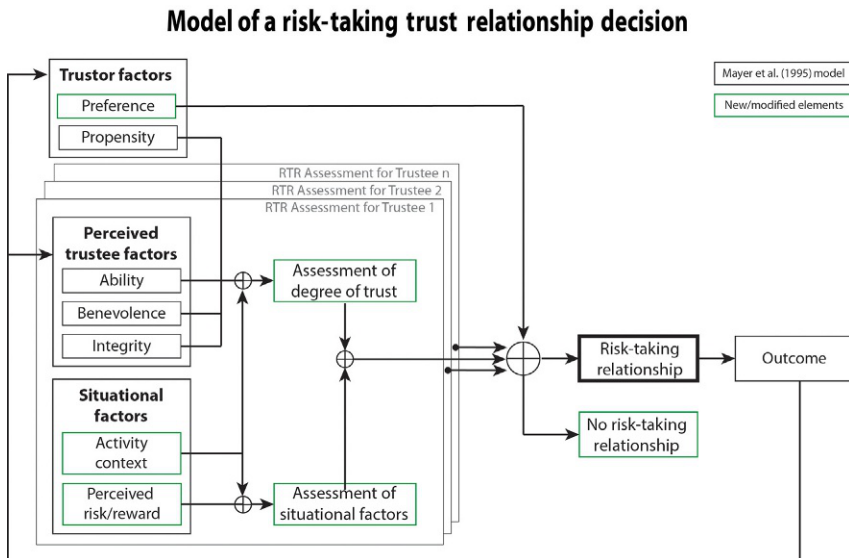 Model of a risk-taking trust relationship decision
Mayer et al. (1995) model
New/modified elements
Trustor factors
Preference
Propensity
RTR Assessment for Trustee n
RTR Assessment for Trustee 2
RTR Assessment for Trustee 1
Perceived
trustee factors
Ability
Benevolence
Integrity
Assessment of
degree of trust
Situational
factors
Activity
context
Perceived
risk/reward
Assessment of
situational factors
Risk-taking
relationship
Outcome
No risk-taking
relationship